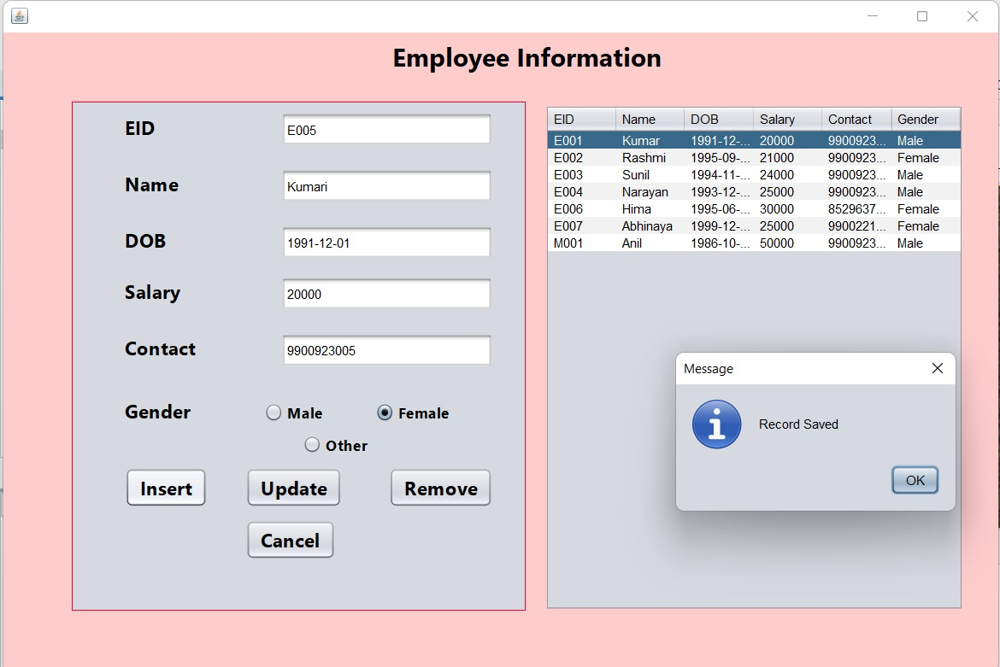 Employee Information
EID
E005
Name
Kumari
DOB
1991-12-01
Salary
20000
Contact
9900923005
Gender
Male
Female
Other
Insert Update Remove
Cancel
EID Name DOB Salary Contact Gender
E001 Kumar 1991-12-... 20000 9900923... Male
E002 Rashmi 1995-09-... 21000 9900923... Female
E003 Sunil 1994-11-... 24000 9900923... Male
E004 Narayan 1993-12-... 25000 9900923... Male
E006 Hima 1995-06-... 30000 8529637... Female
E007 Abhinaya 1999-12-... 25000 9900221... Female
M001 Anil 1986-10-... 50000 9900923... Male
Message
Record Saved
OK